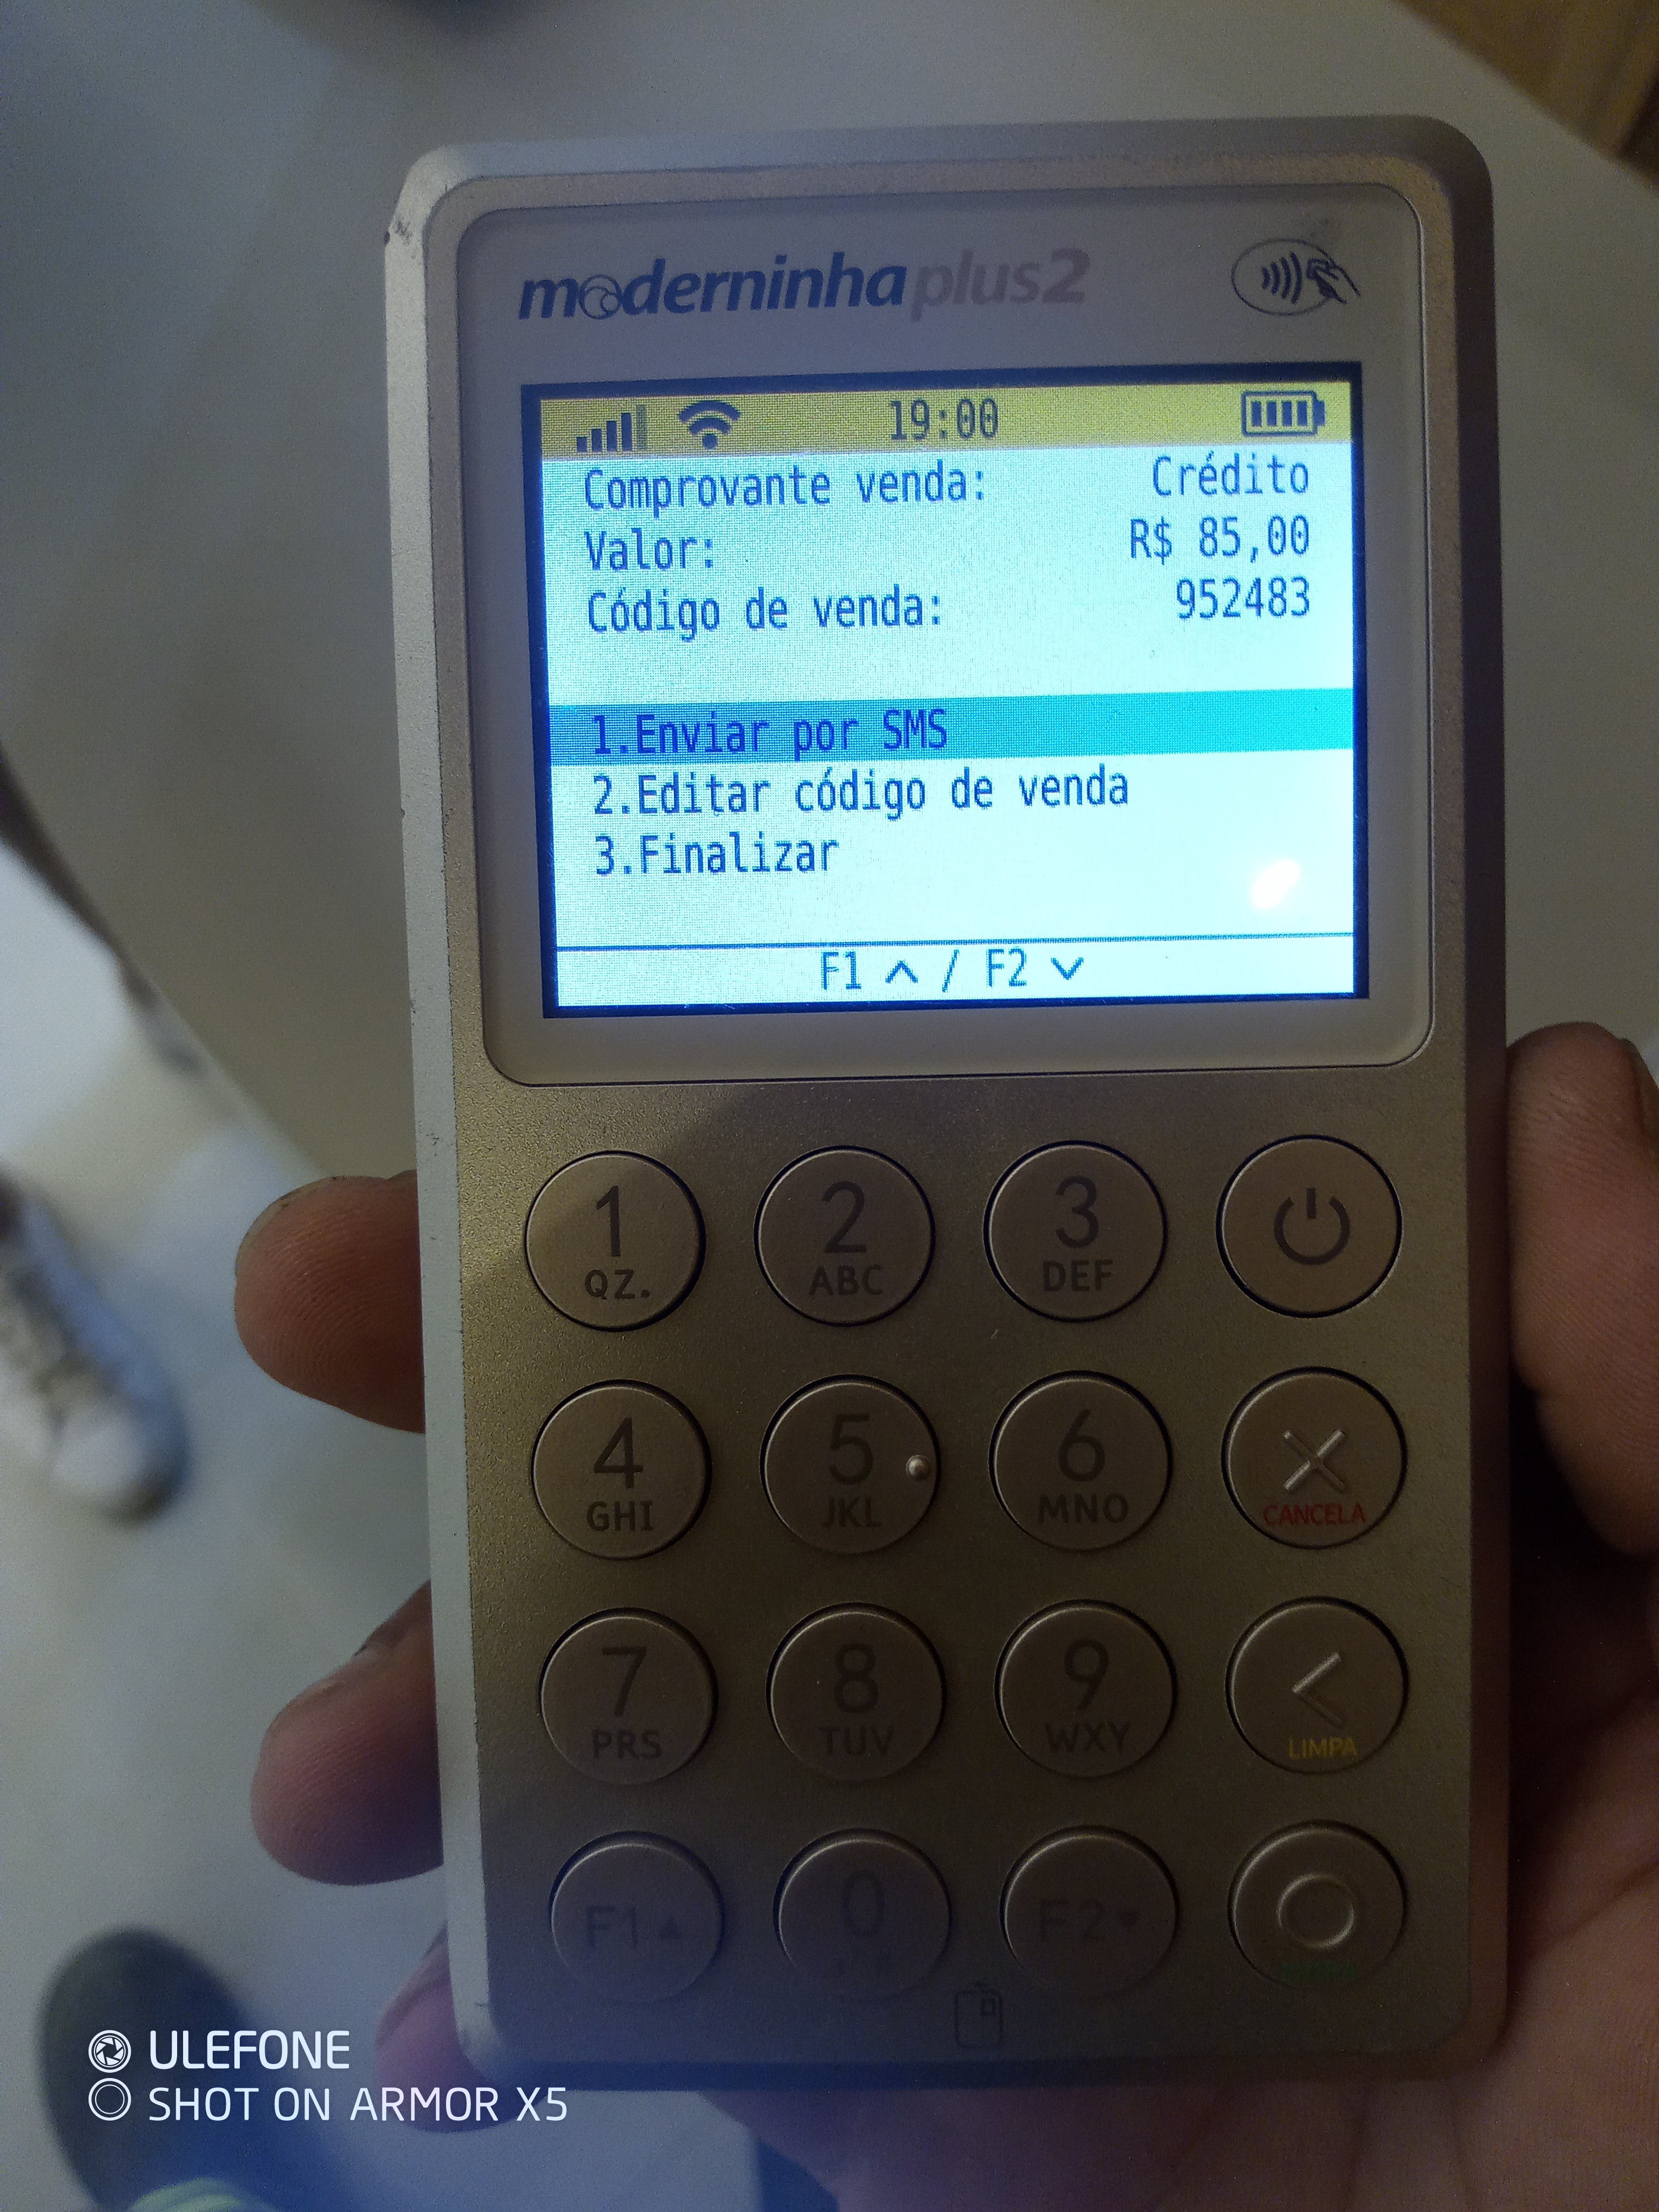 moderninha plus2
19:00
Comprovante venda: Crédito
Valor: R$ 85,00
Código de venda: 952483
1.Enviar por SMS
2.Editar código de venda
3.Finalizar
F1 ^ / F2 v
1 2 3
QZ. ABC DEF
4 5 6
GHI JKL MNO CANCELA
7 8 9
PRS TUV WXY LIMPA
F1▲ 0 F2▼
ULEFONE
SHOT ON ARMOR X5